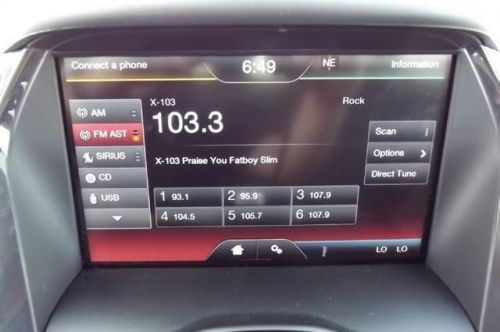 Connect a phone 6:49 NE Information
X-103 Rock
AM
103.3
FM AST
Scan
X-103 Praise You Fatboy Slim
SIRIUS
Options
CD
Direct Tune
USB
1 93.1 2 95.9 3 107.9
4 104.5 5 105.7 6 107.9
LO LO